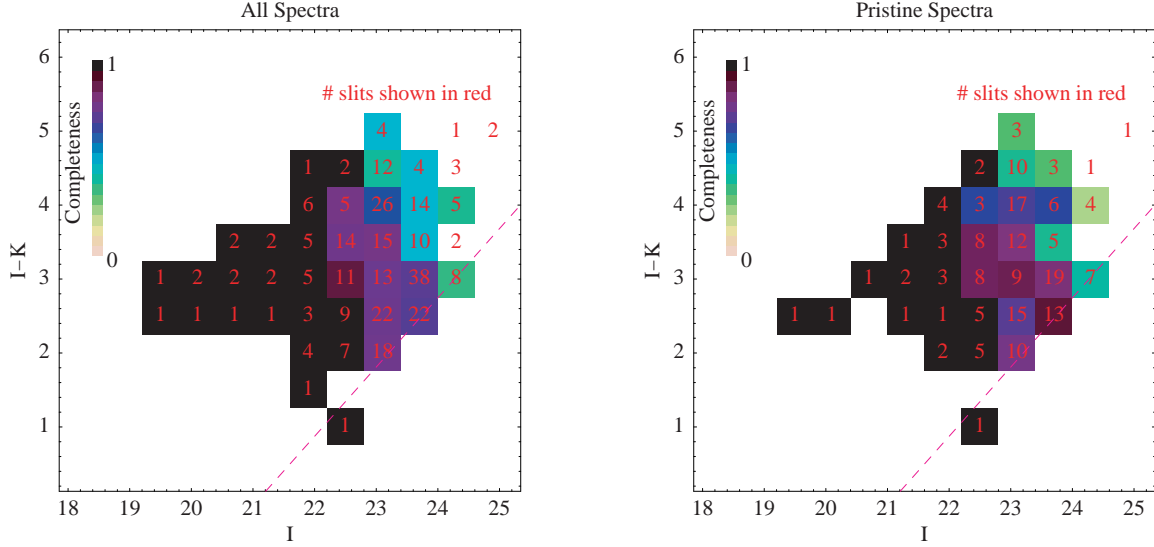 All Spectra
6
5
4
3
2
1
I−K
Completeness
1
0
# slits shown in red
4 1 2
1 2 12 4 3
6 5 26 14 5
2 2 5 14 15 10 2
1 2 2 2 5 11 13 38 8
1 1 1 1 3 9 22 22
4 7 18
1
1
18 19 20 21 22 23 24 25
I
Pristine Spectra
6
5
4
3
2
1
I−K
Completeness
1
0
# slits shown in red
3 1
2 10 3 1
4 3 17 6 4
1 3 8 12 5
1 2 3 8 9 19 7
1 1 1 1 5 15 13
2 5 10
1
18 19 20 21 22 23 24 25
I